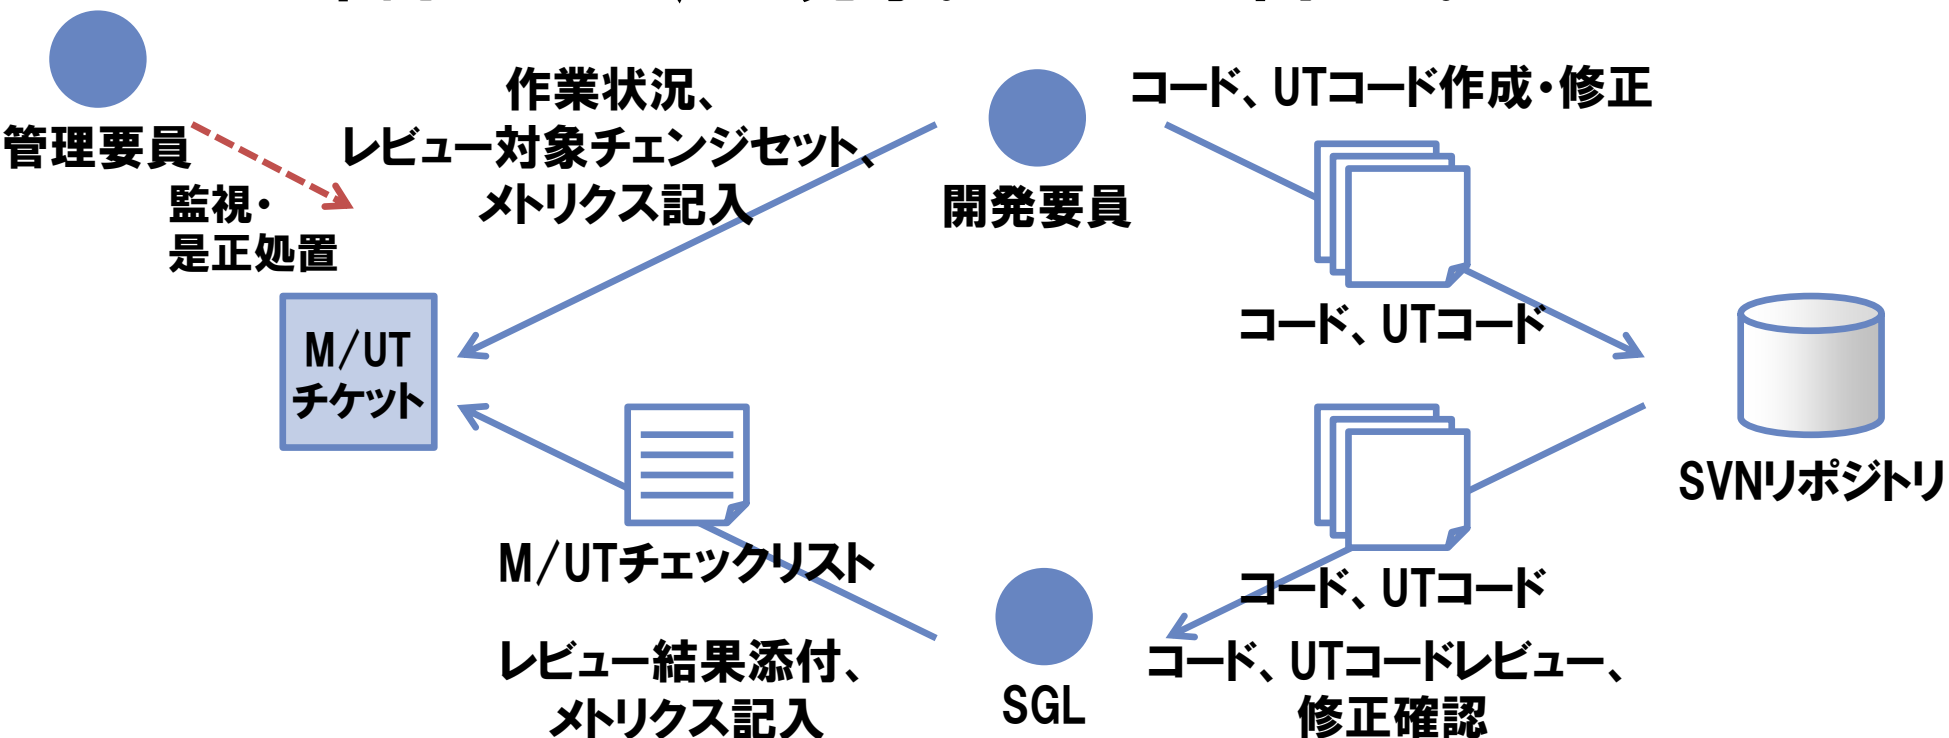 管理要員
監視・
是正処置
作業状況、
レビュー対象チェンジセット、
メトリクス記入
開発要員
コード、UTコード作成・修正
コード、UTコード
M/UT
チケット
SVNリポジトリ
M/UTチェックリスト
コード、UTコード
レビュー結果添付、
メトリクス記入
SGL
コード、UTコードレビュー、
修正確認